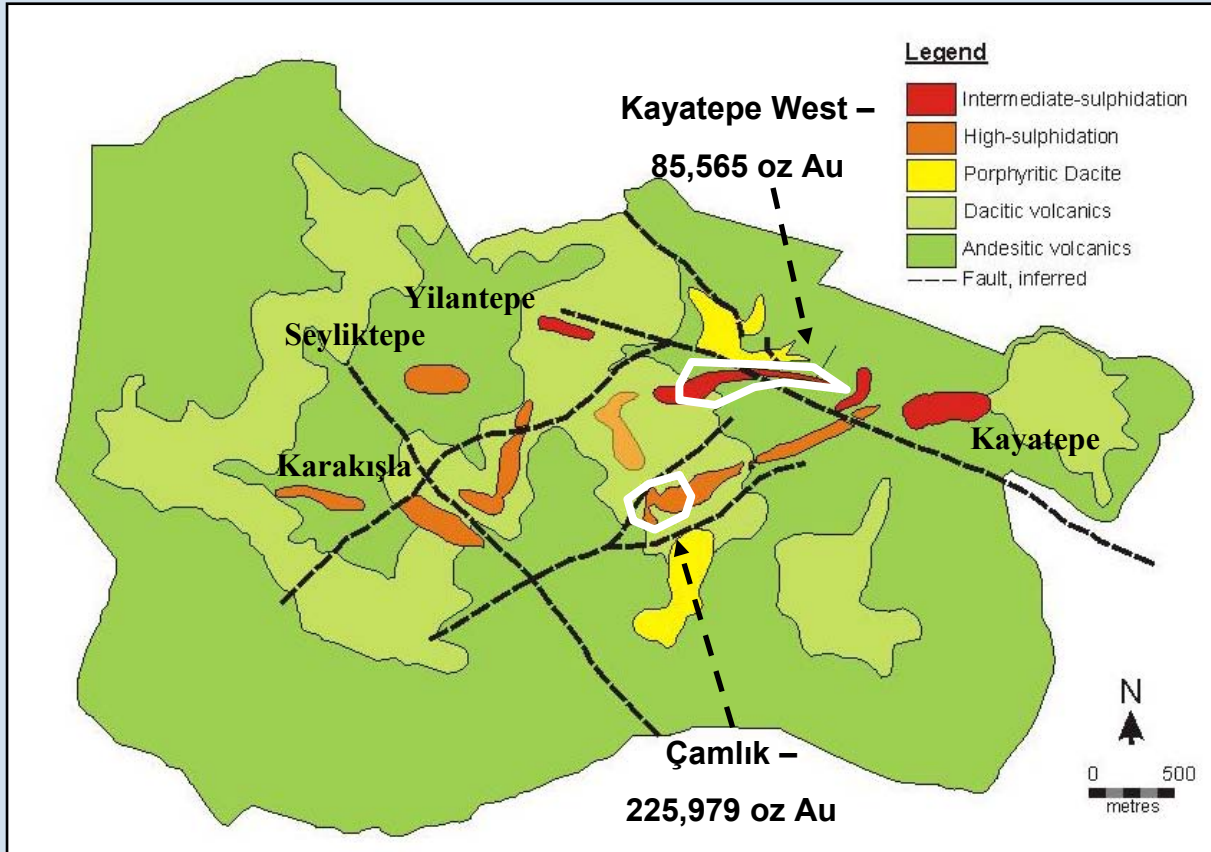 Legend
Intermediate-sulphidation
High-sulphidation
Porphyritic Dacite
Dacitic volcanics
Andesitic volcanics
Fault, inferred
Kayatepe West –
85,565 oz Au
Yilantepe
Seyliktepe
Karakışla
Kayatepe
Çamlık –
225,979 oz Au
N
0 500
metres